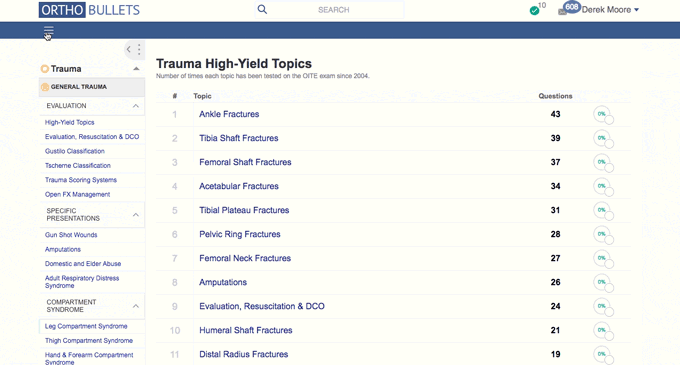 ORTHO BULLETS
SEARCH
10
608
Derek Moore
Trauma
GENERAL TRAUMA
EVALUATION
High-Yield Topics
Evaluation, Resuscitation & DCO
Gustilo Classification
Tscherne Classification
Trauma Scoring Systems
Open FX Management
SPECIFIC
PRESENTATIONS
Gun Shot Wounds
Amputations
Domestic and Elder Abuse
Adult Respiratory Distress
Syndrome
COMPARTMENT
SYNDROME
Leg Compartment Syndrome
Thigh Compartment Syndrome
Hand & Forearm Compartment
Syndrome
Trauma High-Yield Topics
Number of times each topic has been tested on the OITE exam since 2004.
# Topic Questions
1 Ankle Fractures 43 0%
2 Tibia Shaft Fractures 39 0%
3 Femoral Shaft Fractures 37 0%
4 Acetabular Fractures 34 0%
5 Tibial Plateau Fractures 31 0%
6 Pelvic Ring Fractures 28 0%
7 Femoral Neck Fractures 27 0%
8 Amputations 26 0%
9 Evaluation, Resuscitation & DCO 24 0%
10 Humeral Shaft Fractures 21 0%
11 Distal Radius Fractures 19 0%